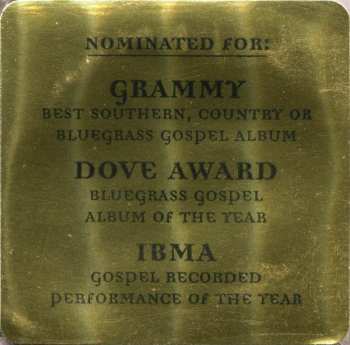 NOMINATED FOR:
GRAMMY
BEST SOUTHERN, COUNTRY OR
BLUEGRASS GOSPEL ALBUM
DOVE AWARD
BLUEGRASS GOSPEL
ALBUM OF THE YEAR
IBMA
GOSPEL RECORDED
PERFORMANCE OF THE YEAR